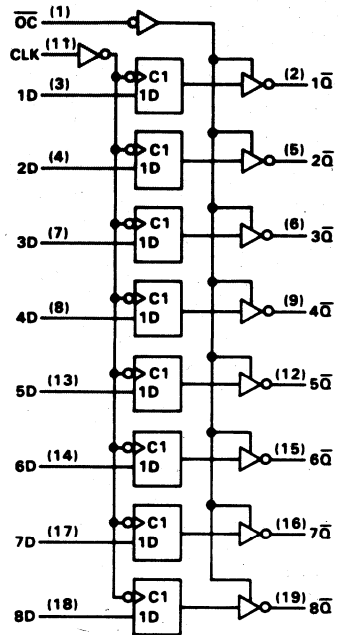 O̅C̅ (1)
CLK (11)
C1 (2) 1Q̅
1D (3) 1D
C1 (5) 2Q̅
2D (4) 1D
C1 (6) 3Q̅
3D (7) 1D
C1 (9) 4Q̅
4D (8) 1D
C1 (12) 5Q̅
5D (13) 1D
C1 (15) 6Q̅
6D (14) 1D
C1 (16) 7Q̅
7D (17) 1D
C1 (19) 8Q̅
8D (18) 1D